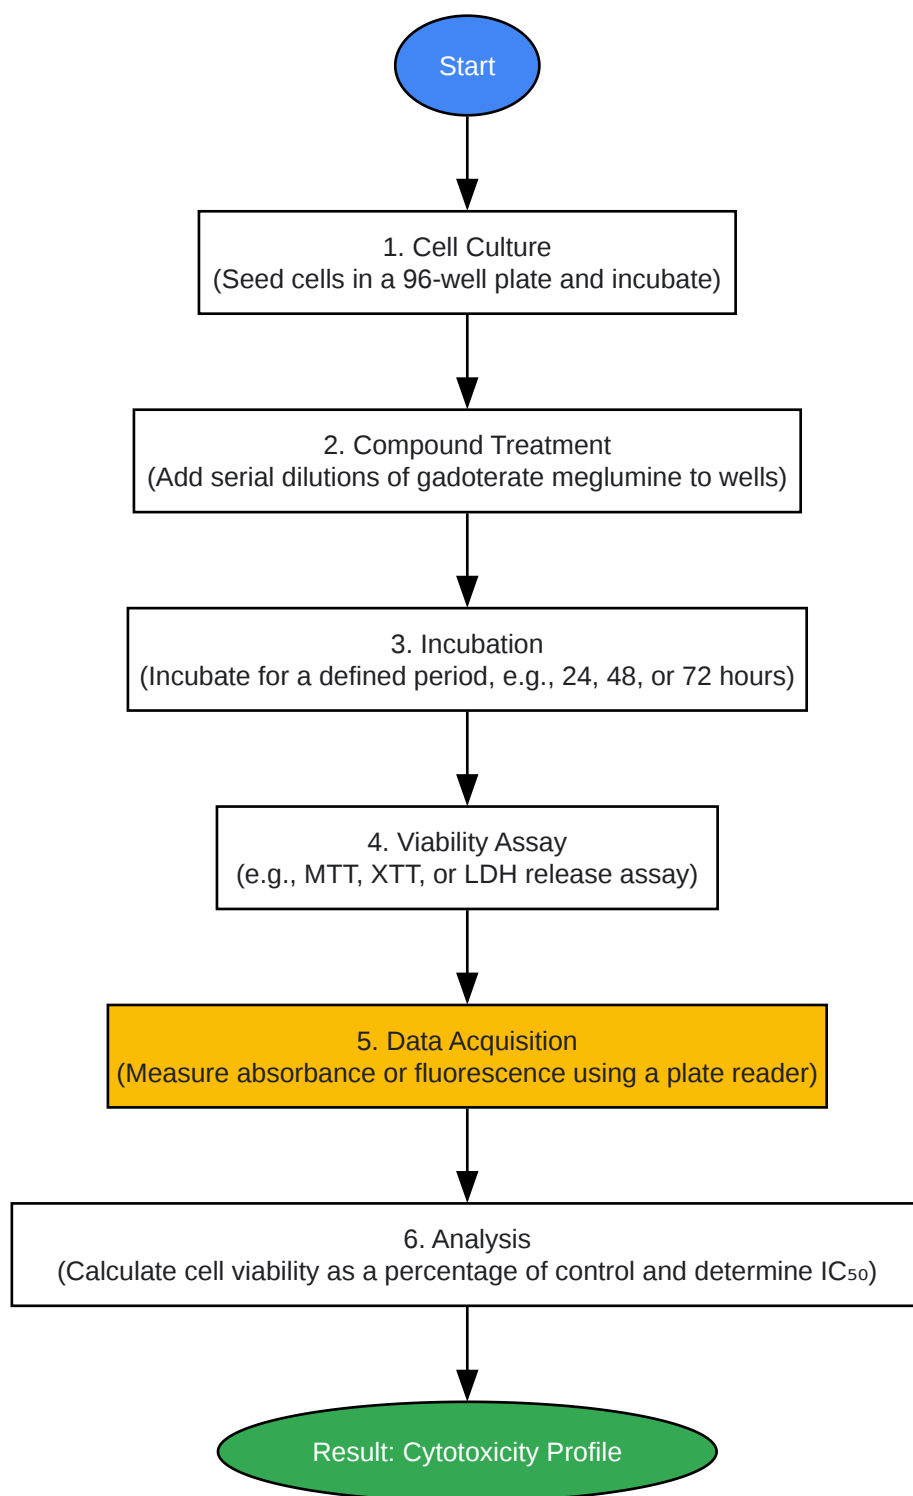 Start
1. Cell Culture
(Seed cells in a 96-well plate and incubate)
2. Compound Treatment
(Add serial dilutions of gadoterate meglumine to wells)
3. Incubation
(Incubate for a defined period, e.g., 24, 48, or 72 hours)
4. Viability Assay
(e.g., MTT, XTT, or LDH release assay)
5. Data Acquisition
(Measure absorbance or fluorescence using a plate reader)
6. Analysis
(Calculate cell viability as a percentage of control and determine IC₅₀)
Result: Cytotoxicity Profile